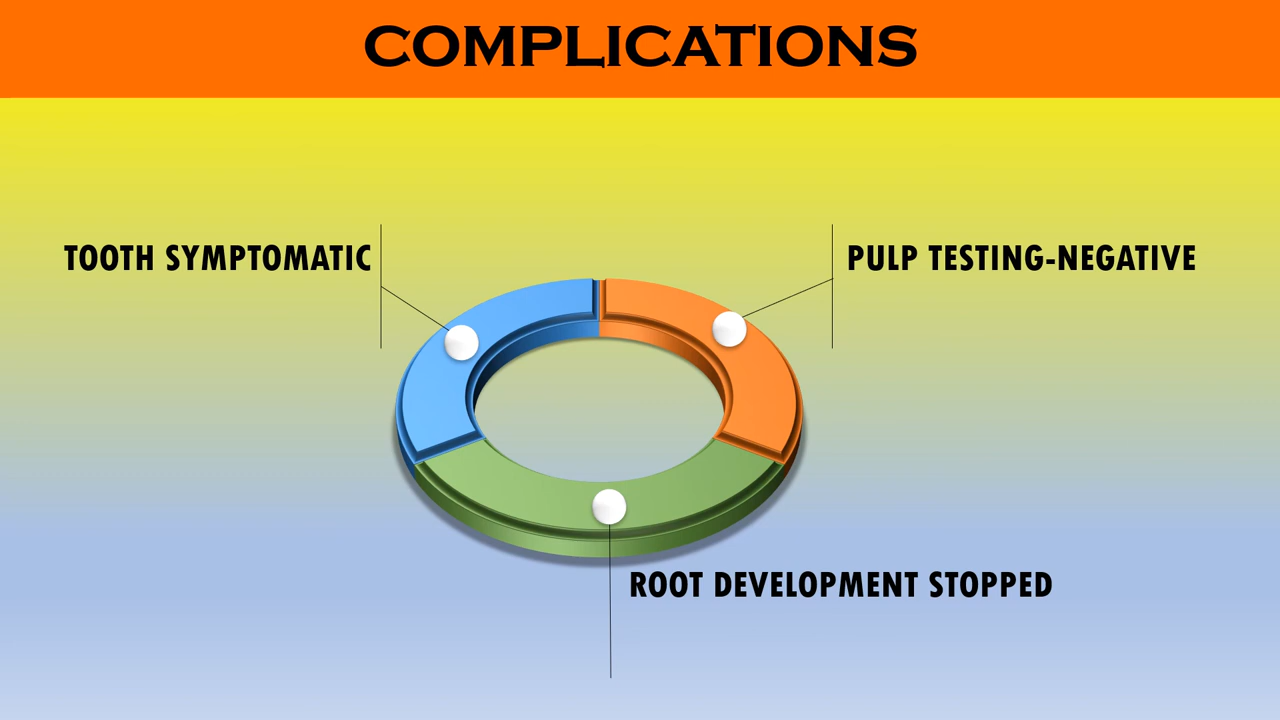 COMPLICATIONS
TOOTH SYMPTOMATIC
PULP TESTING-NEGATIVE
ROOT DEVELOPMENT STOPPED